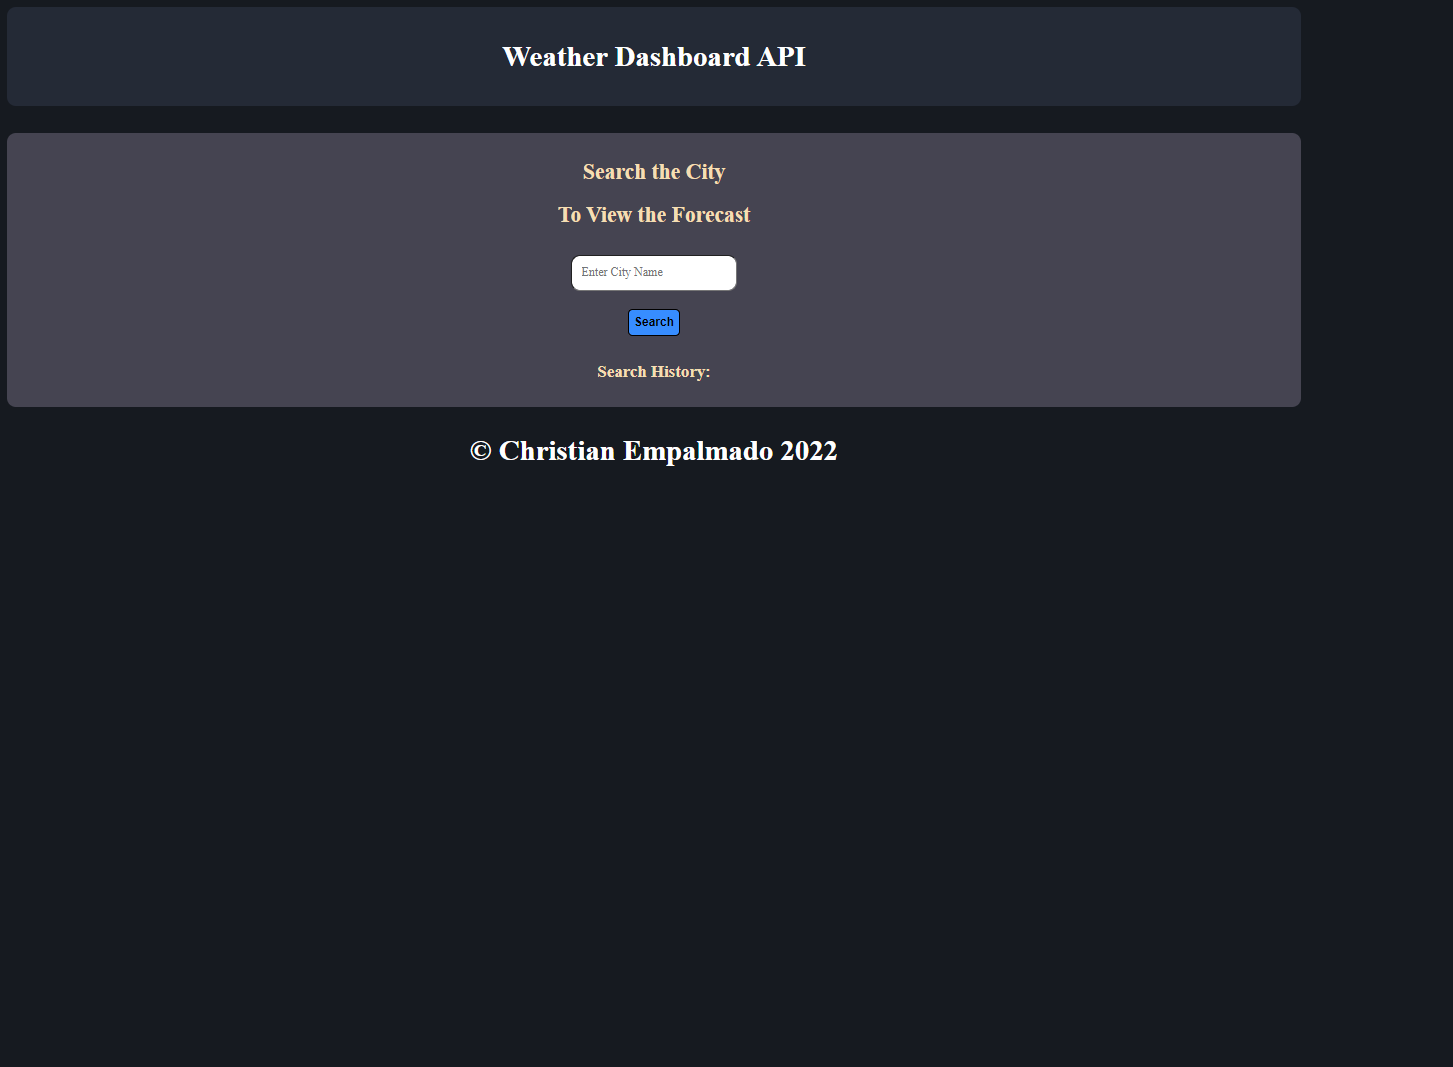 Weather Dashboard API
Search the City
To View the Forecast
Enter City Name
Search
Search History:
© Christian Empalmado 2022